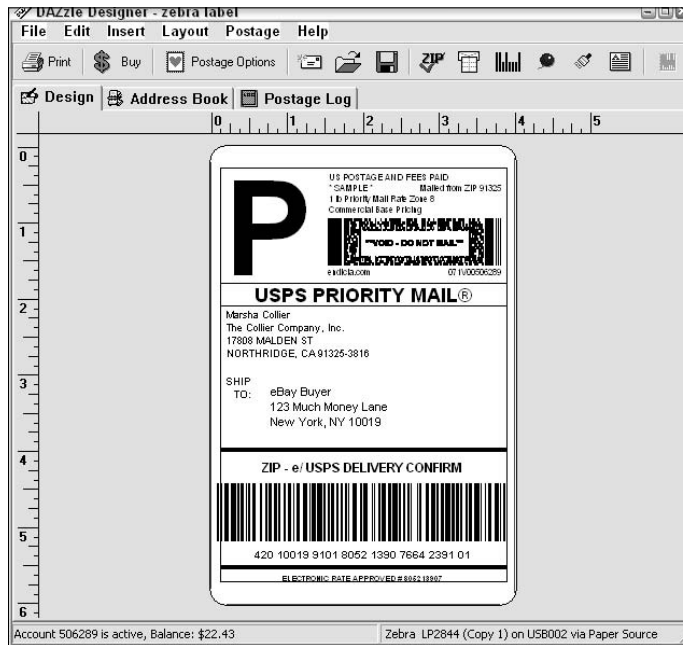 DAZzle Designer - zebra label
File Edit Insert Layout Postage Help
Print Buy Postage Options ZIP
Design Address Book Postage Log
0 1 2 3 4 5
0
1
2
3
4
5
6
P
US POSTAGE AND FEES PAID
*SAMPLE* Mailed from ZIP 91325
1 lb Priority Mail Rate Zone 8
Commercial Base Pricing
**VOID - DO NOT MAIL**
endicia.com 071V00506289
USPS PRIORITY MAIL®
Marsha Collier
The Collier Company, Inc.
17808 MALDEN ST
NORTHRIDGE, CA 91325-3816
SHIP
TO:
eBay Buyer
123 Much Money Lane
New York, NY 10019
ZIP - e/ USPS DELIVERY CONFIRM
420 10019 9101 8052 1390 7664 2391 01
ELECTRONIC RATE APPROVED #805213907
Account 506289 is active, Balance: $22.43 Zebra LP2844 (Copy 1) on USB002 via Paper Source